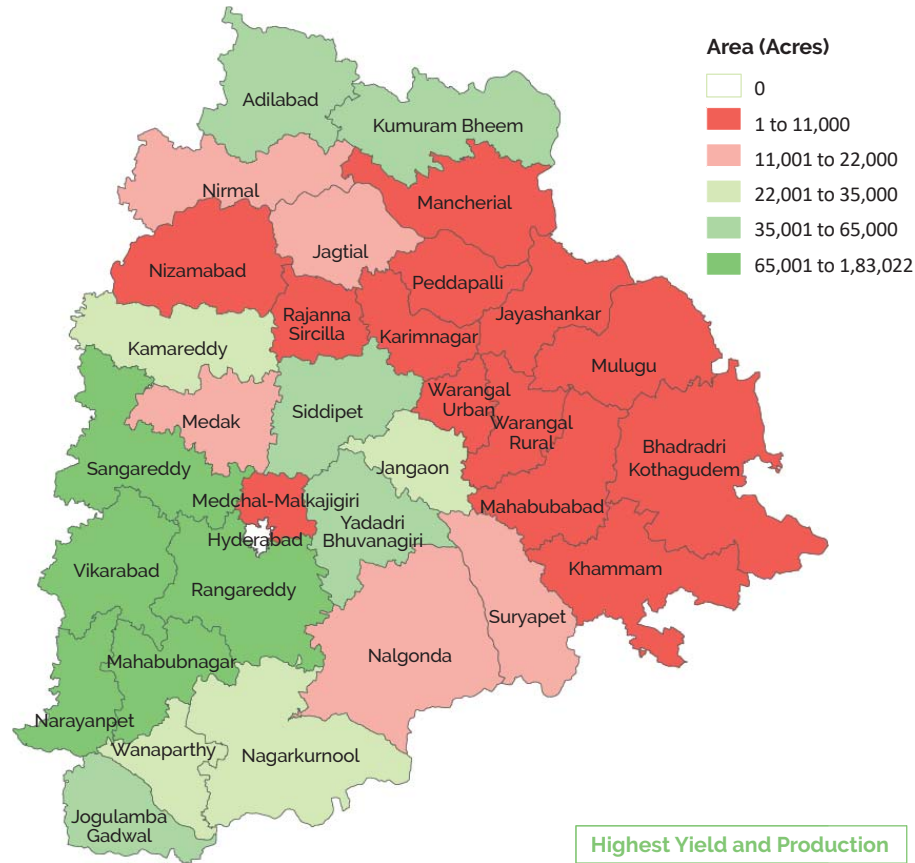 Area (Acres)
0
1 to 11,000
11,001 to 22,000
22,001 to 35,000
35,001 to 65,000
65,001 to 1,83,022
Adilabad
Kumuram Bheem
Nirmal
Mancherial
Jagtial
Nizamabad
Peddapalli
Rajanna
Sircilla
Jayashankar
Karimnagar
Kamareddy
Mulugu
Siddipet
Warangal
Urban
Medak
Warangal
Rural
Bhadradri
Kothagudem
Sangareddy
Jangaon
Medchal-Malkajigiri
Mahabubabad
Yadadri
Bhuvanagiri
Hyderabad
Vikarabad
Khammam
Rangareddy
Suryapet
Nalgonda
Mahabubnagar
Narayanpet
Wanaparthy
Nagarkurnool
Jogulamba
Gadwal
Highest Yield and Production